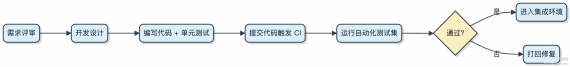 需求评审
开发设计
编写代码 + 单元测试
提交代码触发 CI
运行自动化测试集
通过?
是
进入集成环境
否
打回修复